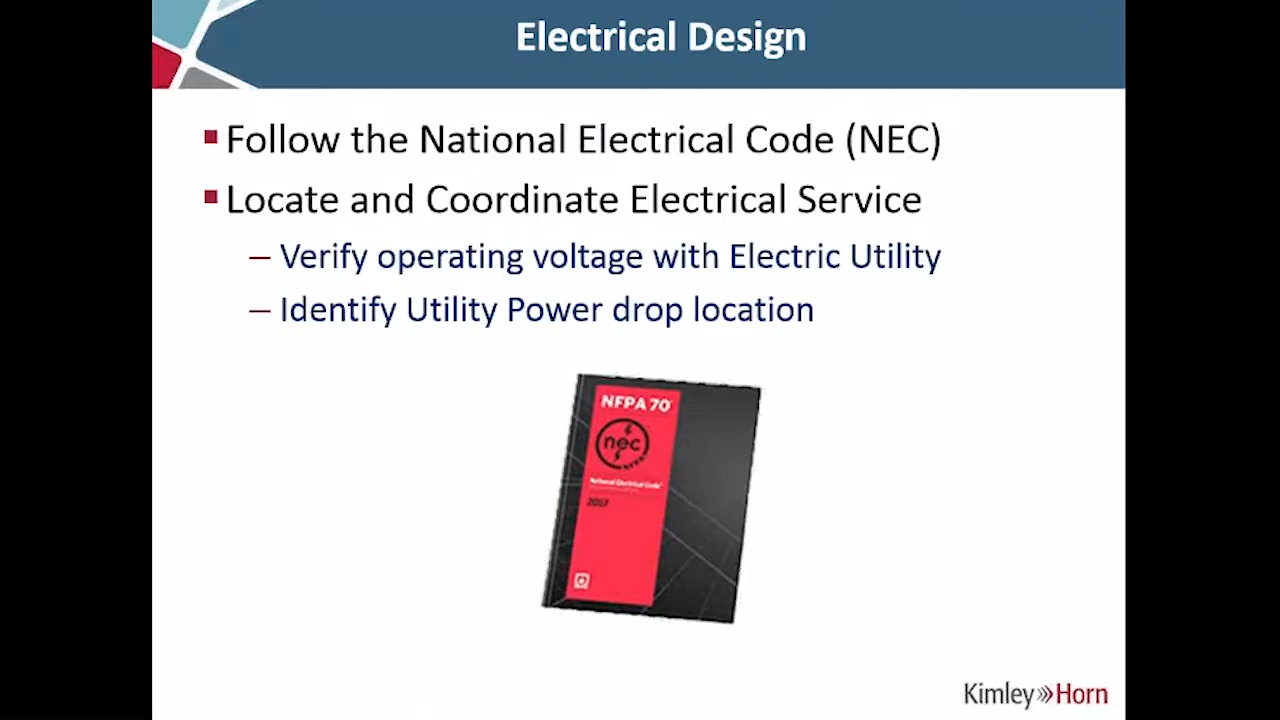 Electrical Design
Follow the National Electrical Code (NEC)
Locate and Coordinate Electrical Service
– Verify operating voltage with Electric Utility
– Identify Utility Power drop location
NFPA 70
nec
National Electrical Code
Kimley Horn